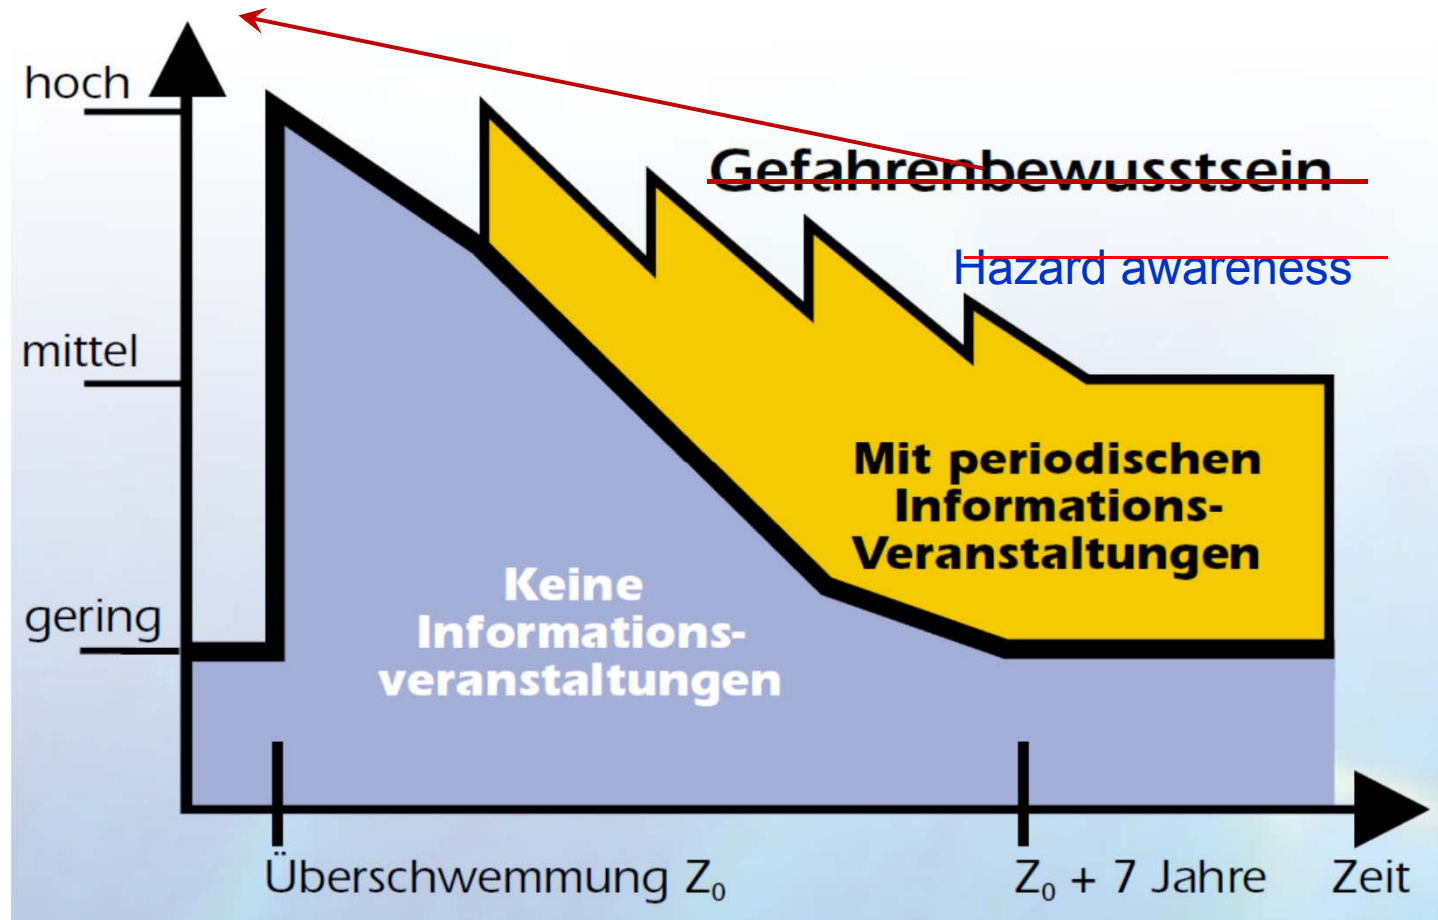 hoch
Gefahrenbewusstsein
Hazard awareness
mittel
Mit periodischen
Informations-
Veranstaltungen
Keine
Informations-
veranstaltungen
gering
Überschwemmung Z₀
Z₀ + 7 Jahre
Zeit